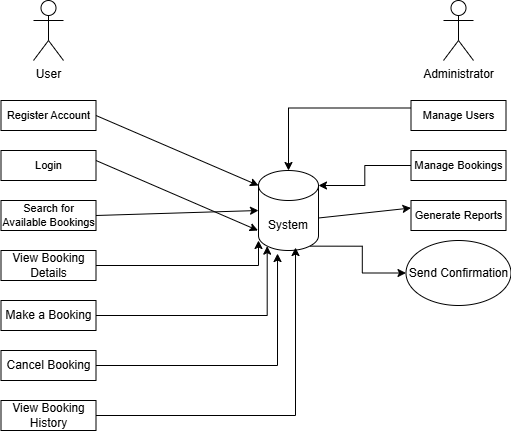 User
Administrator
Register Account
Manage Users
Login
Manage Bookings
Search for
Available Bookings
System
Generate Reports
View Booking
Details
Send Confirmation
Make a Booking
Cancel Booking
View Booking
History